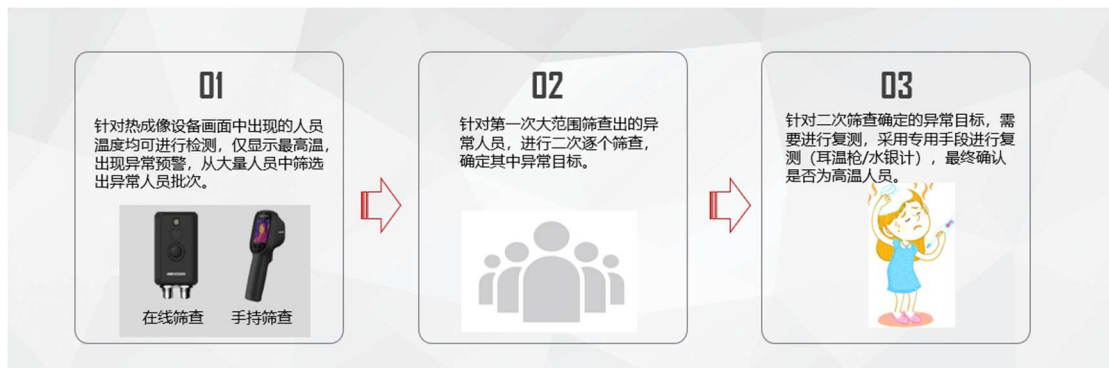 01
针对热成像设备画面中出现的人员
温度均可进行检测，仅显示最高温，
出现异常预警，从大量人员中筛选
出异常人员批次。
在线筛查
手持筛查
02
针对第一次大范围筛查出的异
常人员，进行二次逐个筛查，
确定其中异常目标。
03
针对二次筛查确定的异常目标，需
要进行复测，采用专用手段进行复
测（耳温枪/水银计），最终确认
是否为高温人员。